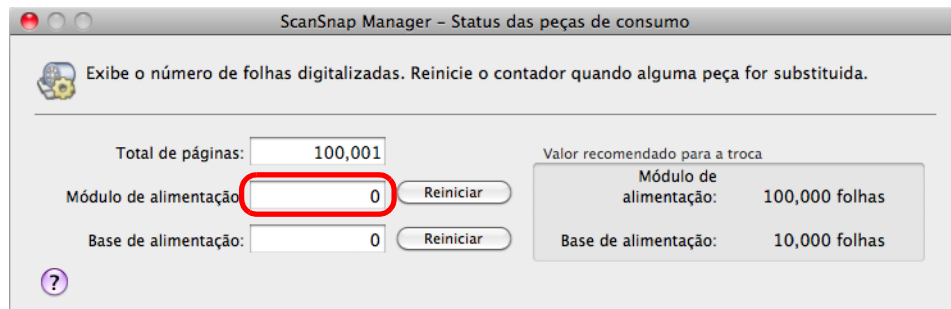 ScanSnap Manager – Status das peças de consumo
Exibe o número de folhas digitalizadas. Reinicie o contador quando alguma peça for substituida.
Total de páginas: 100,001
Valor recomendado para a troca
Módulo de alimentação 0 Reiniciar
Módulo de
alimentação: 100,000 folhas
Base de alimentação: 0 Reiniciar
Base de alimentação: 10,000 folhas
?